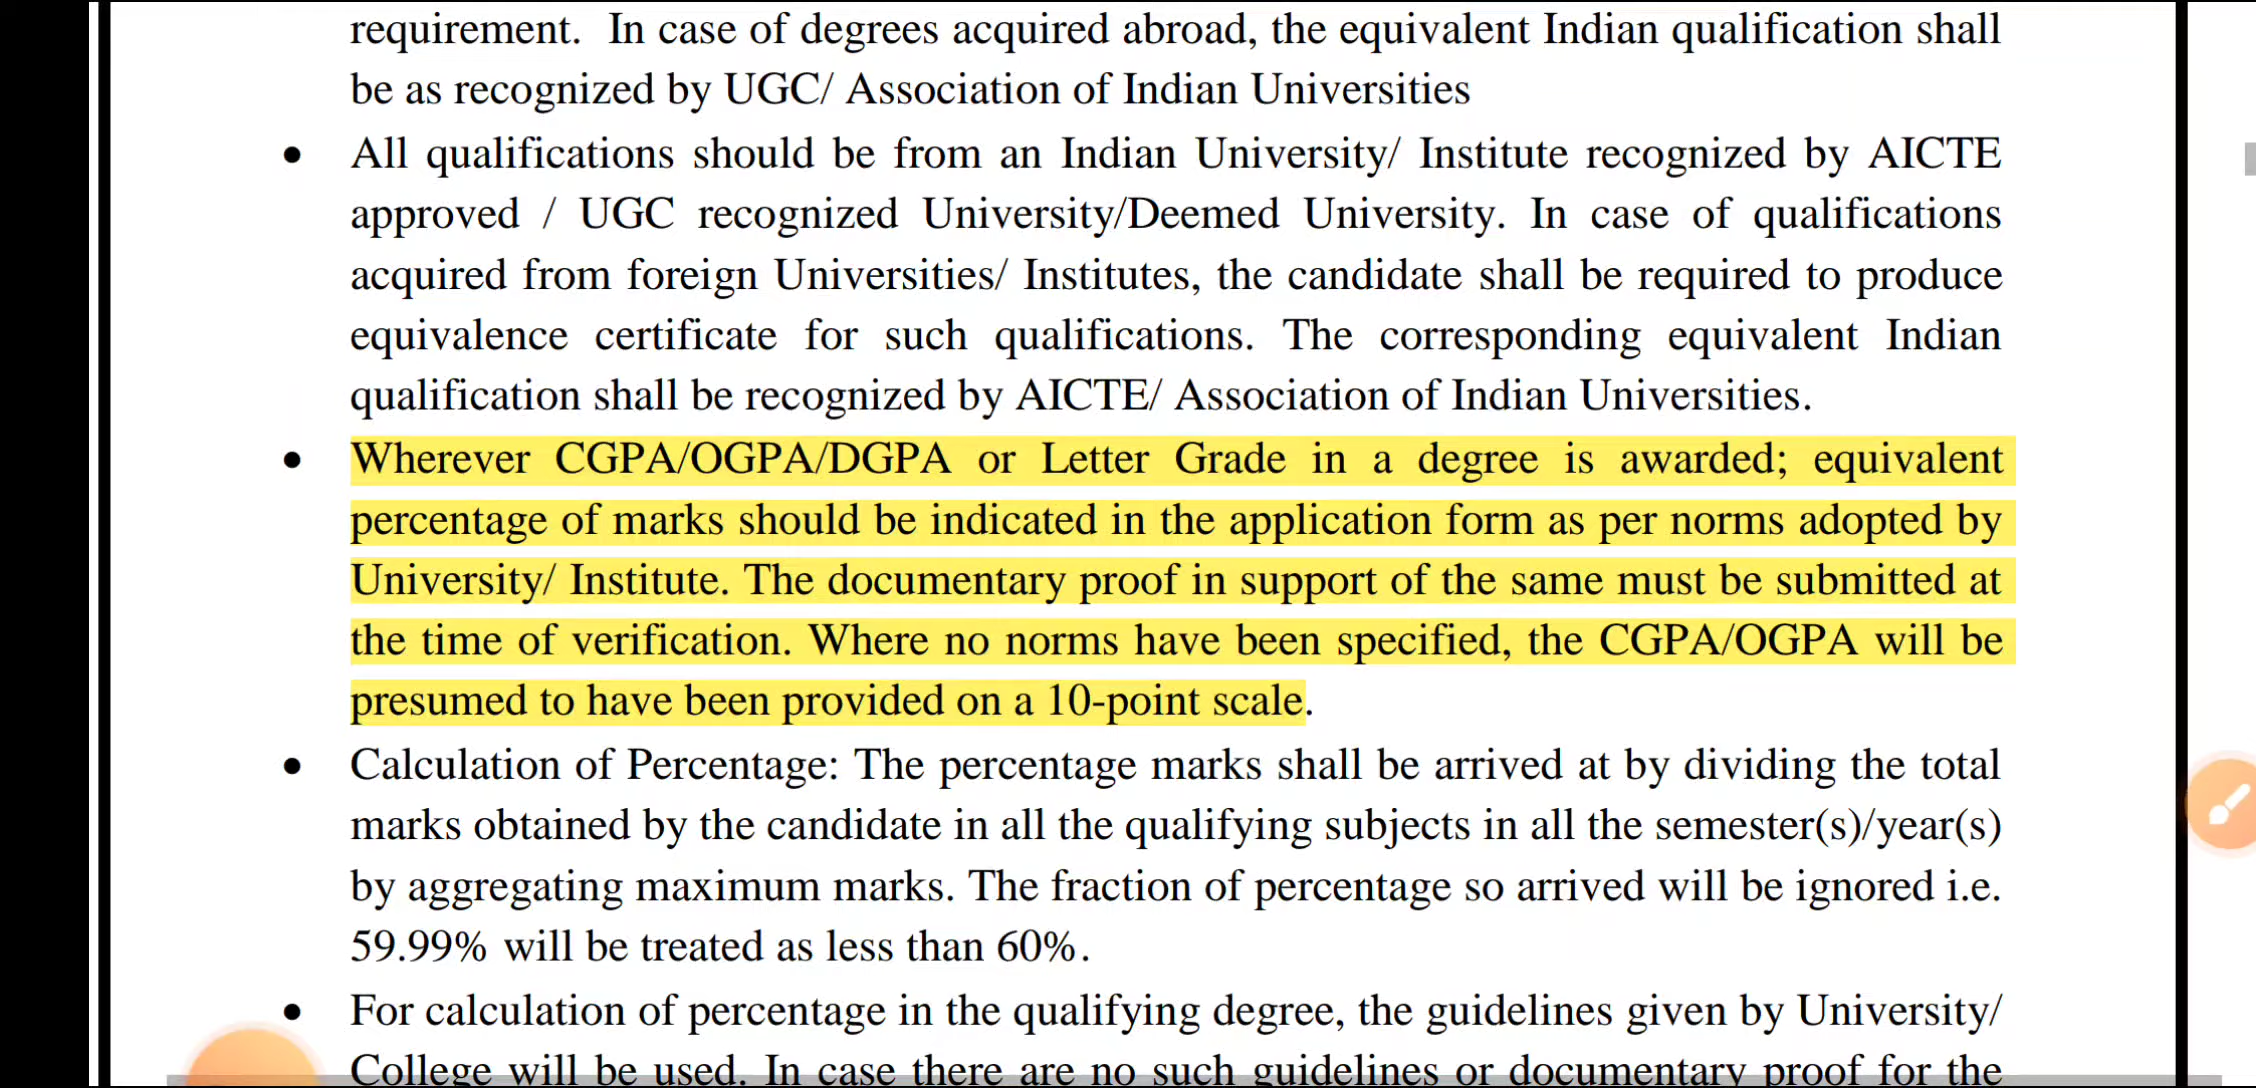 requirement. In case of degrees acquired abroad, the equivalent Indian qualification shall
be as recognized by UGC/ Association of Indian Universities
• All qualifications should be from an Indian University/ Institute recognized by AICTE
approved / UGC recognized University/Deemed University. In case of qualifications
acquired from foreign Universities/ Institutes, the candidate shall be required to produce
equivalence certificate for such qualifications. The corresponding equivalent Indian
qualification shall be recognized by AICTE/ Association of Indian Universities.
• Wherever CGPA/OGPA/DGPA or Letter Grade in a degree is awarded; equivalent
percentage of marks should be indicated in the application form as per norms adopted by
University/ Institute. The documentary proof in support of the same must be submitted at
the time of verification. Where no norms have been specified, the CGPA/OGPA will be
presumed to have been provided on a 10-point scale.
• Calculation of Percentage: The percentage marks shall be arrived at by dividing the total
marks obtained by the candidate in all the qualifying subjects in all the semester(s)/year(s)
by aggregating maximum marks. The fraction of percentage so arrived will be ignored i.e.
59.99% will be treated as less than 60%.
• For calculation of percentage in the qualifying degree, the guidelines given by University/
College will be used. In case there are no such guidelines or documentary proof for the